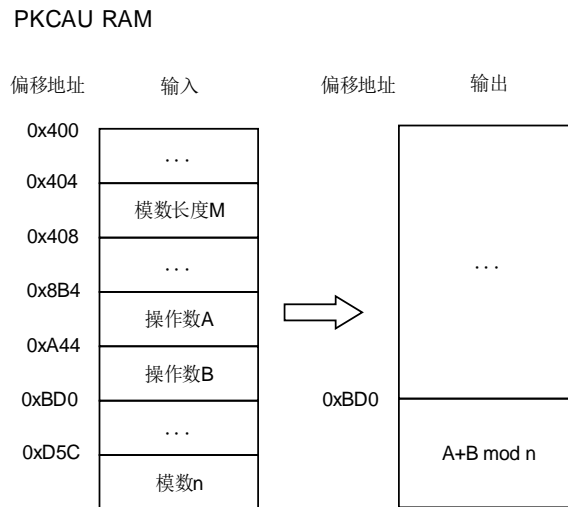 PKCAU RAM
偏移地址 输入 偏移地址 输出
0x400
...
0x404
模数长度M
0x408
...
0x8B4
操作数A
0xA44
操作数B
0xBD0
...
0xD5C
模数n
...
0xBD0
A+B mod n